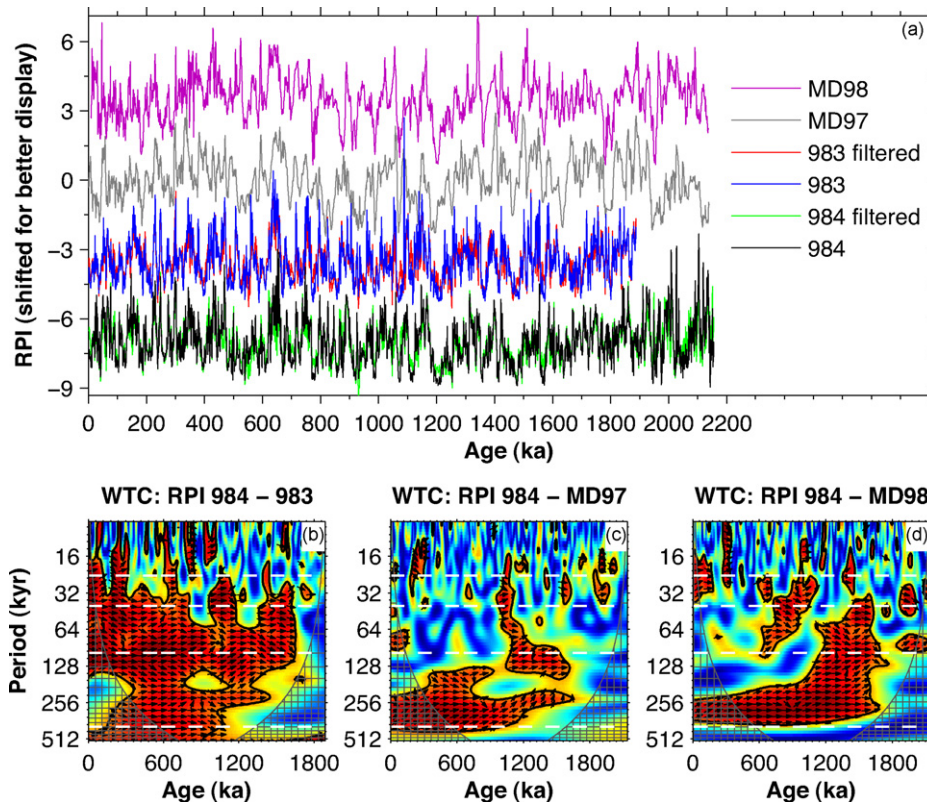 (a)
RPI (shifted for better display)
6
3
0
−3
−6
−9
MD98
MD97
983 filtered
983
984 filtered
984
0 200 400 600 800 1000 1200 1400 1600 1800 2000 2200
Age (ka)
WTC: RPI 984 − 983
WTC: RPI 984 − MD97
WTC: RPI 984 − MD98
(b)
(c)
(d)
Period (kyr)
16
32
64
128
256
512
16
32
64
128
256
512
16
32
64
128
256
512
0 600 1200 1800
0 600 1200 1800
0 600 1200 1800
Age (ka)
Age (ka)
Age (ka)